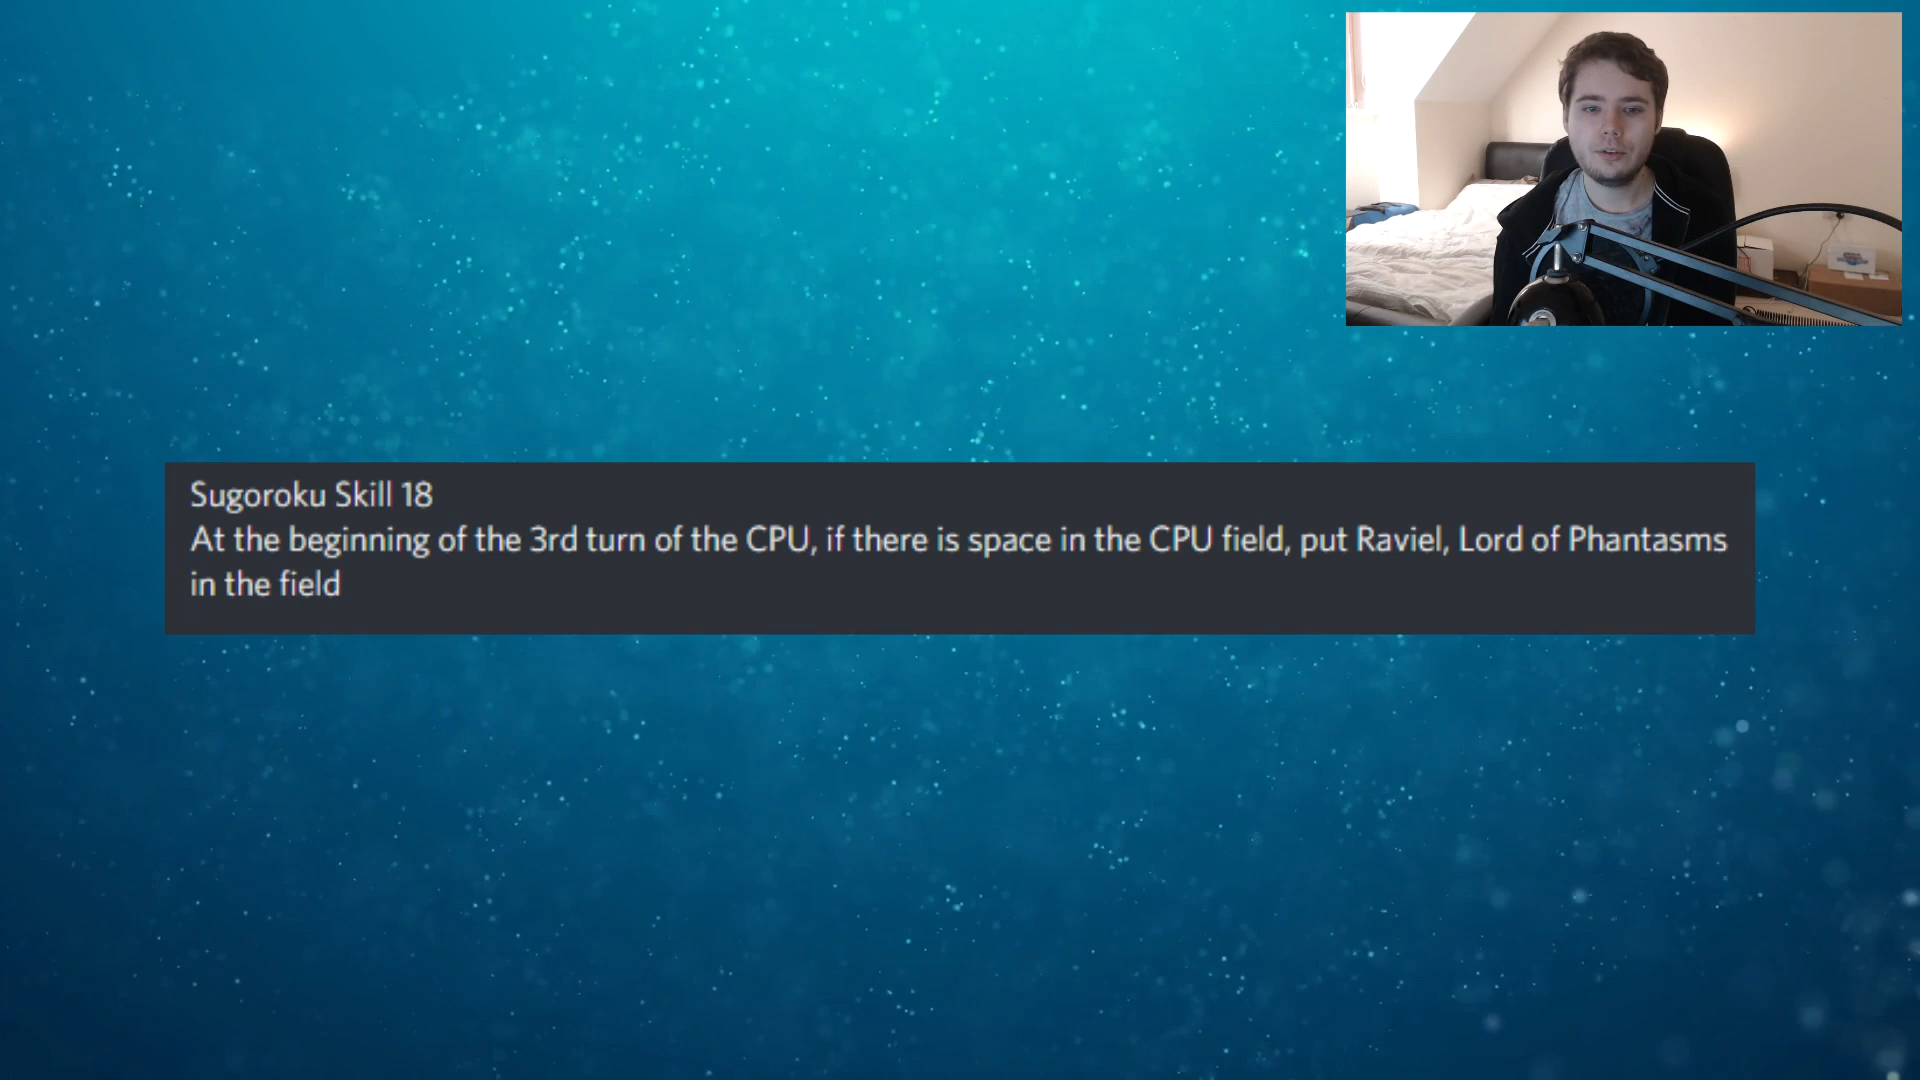 Sugoroku Skill 18
At the beginning of the 3rd turn of the CPU, if there is space in the CPU field, put Raviel, Lord of Phantasms
in the field